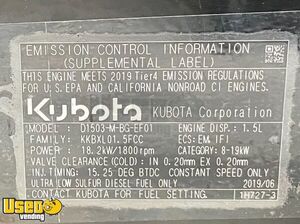 EMISSION CONTROL INFORMATION
(SUPPLEMENTAL LABEL)
THIS ENGINE MEETS 2019 Tier4 EMISSION REGULATIONS
FOR U.S. EPA AND CALIFORNIA NONROAD CI ENGINES.
Kubota KUBOTA Corporation
MODEL : D1503-M-BG-EF01 ENGINE DISP.: 1.5L
FAMILY : KKBXL01.5FCC ECS:EM, IFI
POWER : 18.2kW/1800rpm CATEGORY: 8-19kW
VALVE CLEARANCE (COLD) - IN 0.20mm EX 0.20mm
INJ. TIMING : 15.25 DEG BTDC CONST SPEED ONLY
ULTRA LOW SULFUR DIESEL FUEL ONLY 2019/06
CONTACT KUBOTA FOR FUEL SETTING. 1H727-3